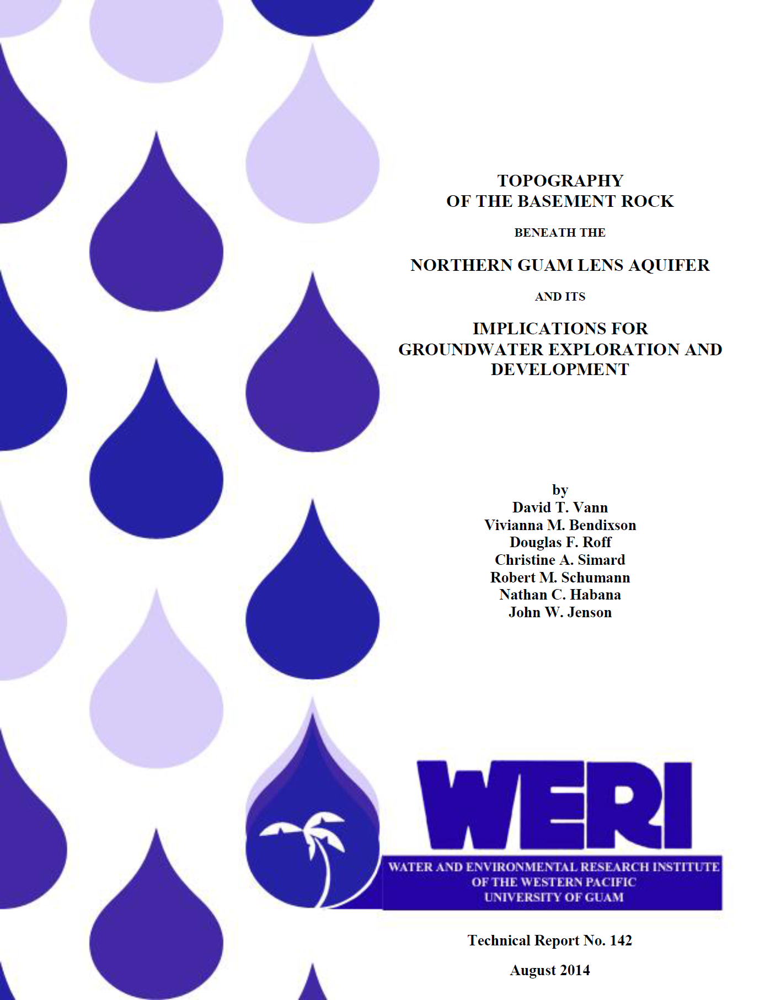 TOPOGRAPHY
OF THE BASEMENT ROCK
BENEATH THE
NORTHERN GUAM LENS AQUIFER
AND ITS
IMPLICATIONS FOR
GROUNDWATER EXPLORATION AND
DEVELOPMENT
by
David T. Vann
Vivianna M. Bendixson
Douglas F. Roff
Christine A. Simard
Robert M. Schumann
Nathan C. Habana
John W. Jenson
WERI
WATER AND ENVIRONMENTAL RESEARCH INSTITUTE
OF THE WESTERN PACIFIC
UNIVERSITY OF GUAM
Technical Report No. 142
August 2014